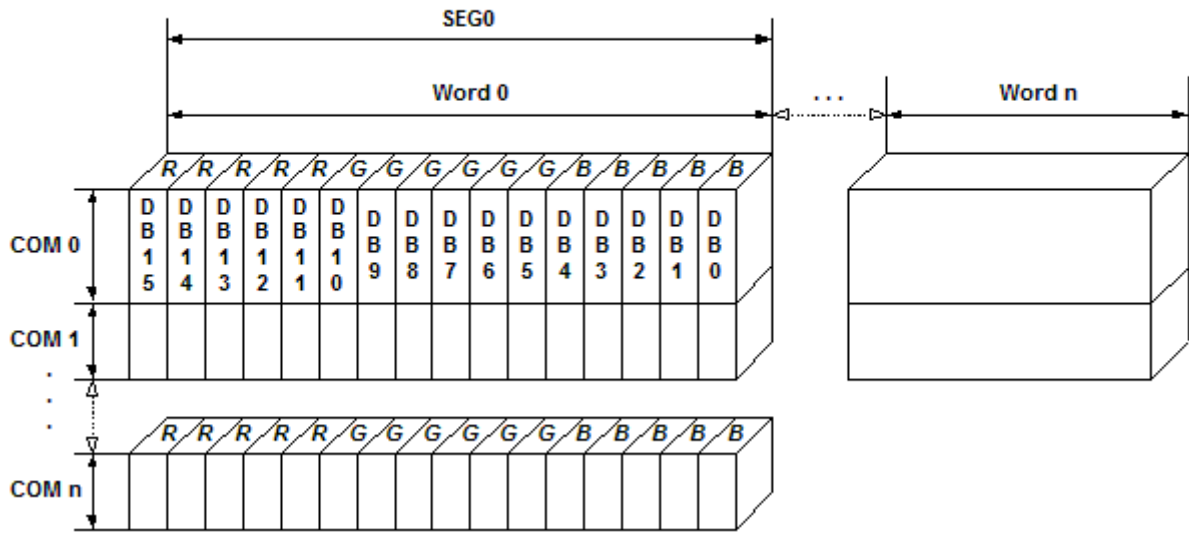 SEG0
Word 0
. . .
Word n
R R R R R G G G G G G B B B B B
COM 0
DB15 DB14 DB13 DB12 DB11 DB10 DB9 DB8 DB7 DB6 DB5 DB4 DB3 DB2 DB1 DB0
COM 1
. . .
R R R R R G G G G G G B B B B B
COM n